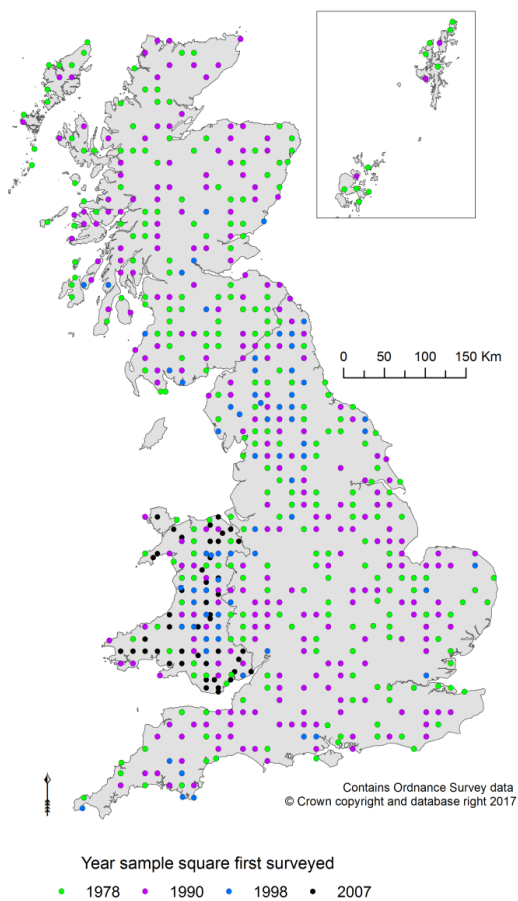 0 50 100 150 Km
Contains Ordnance Survey data
© Crown copyright and database right 2017
Year sample square first surveyed
1978 1990 1998 2007